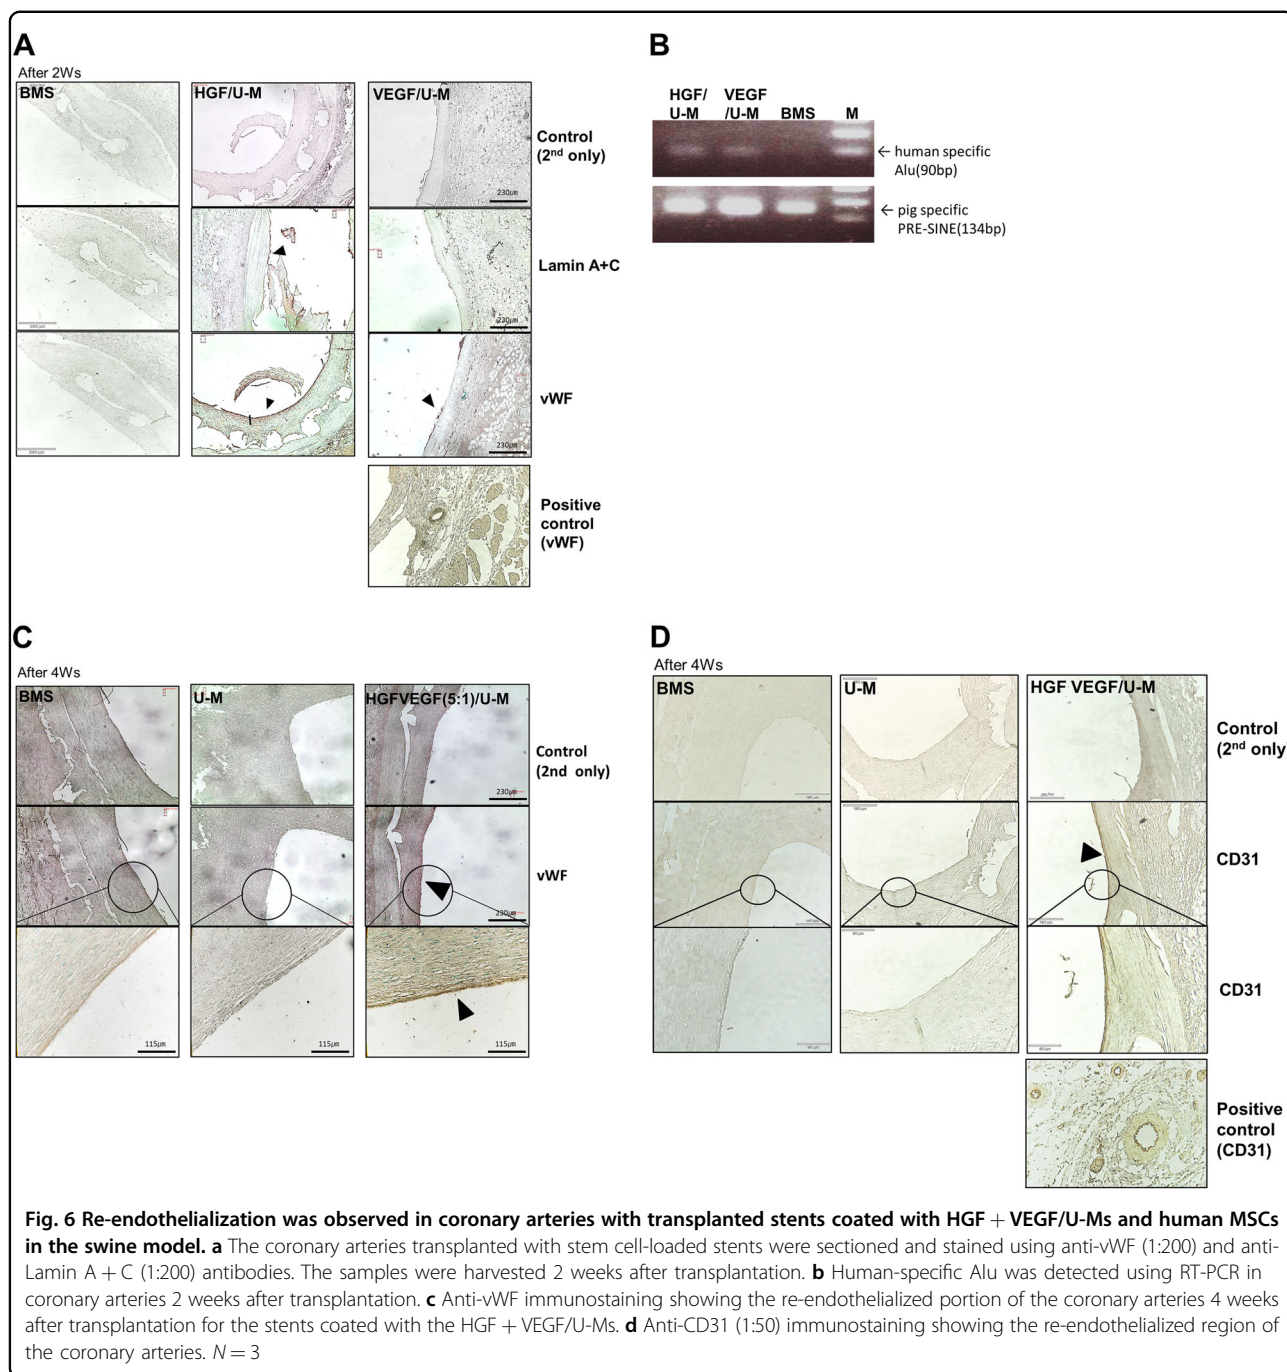 A
After 2Ws
BMS
HGF/U-M
VEGF/U-M
Control
(2nd only)
230μm
Lamin A+C
230μm
vWF
230μm
Positive
control
(vWF)
B
HGF/
U-M
VEGF
/U-M
BMS
M
← human specific
Alu(90bp)
← pig specific
PRE-SINE(134bp)
C
After 4Ws
BMS
U-M
HGFVEGF(5:1)/U-M
Control
(2nd only)
230μm
vWF
230μm
115μm
115μm
115μm
D
After 4Ws
BMS
U-M
HGF VEGF/U-M
Control
(2nd only)
CD31
CD31
Positive
control
(CD31)
Fig. 6 Re-endothelialization was observed in coronary arteries with transplanted stents coated with HGF + VEGF/U-Ms and human MSCs
in the swine model. a The coronary arteries transplanted with stem cell-loaded stents were sectioned and stained using anti-vWF (1:200) and anti-
Lamin A + C (1:200) antibodies. The samples were harvested 2 weeks after transplantation. b Human-specific Alu was detected using RT-PCR in
coronary arteries 2 weeks after transplantation. c Anti-vWF immunostaining showing the re-endothelialized portion of the coronary arteries 4 weeks
after transplantation for the stents coated with the HGF + VEGF/U-Ms. d Anti-CD31 (1:50) immunostaining showing the re-endothelialized region of
the coronary arteries. N = 3